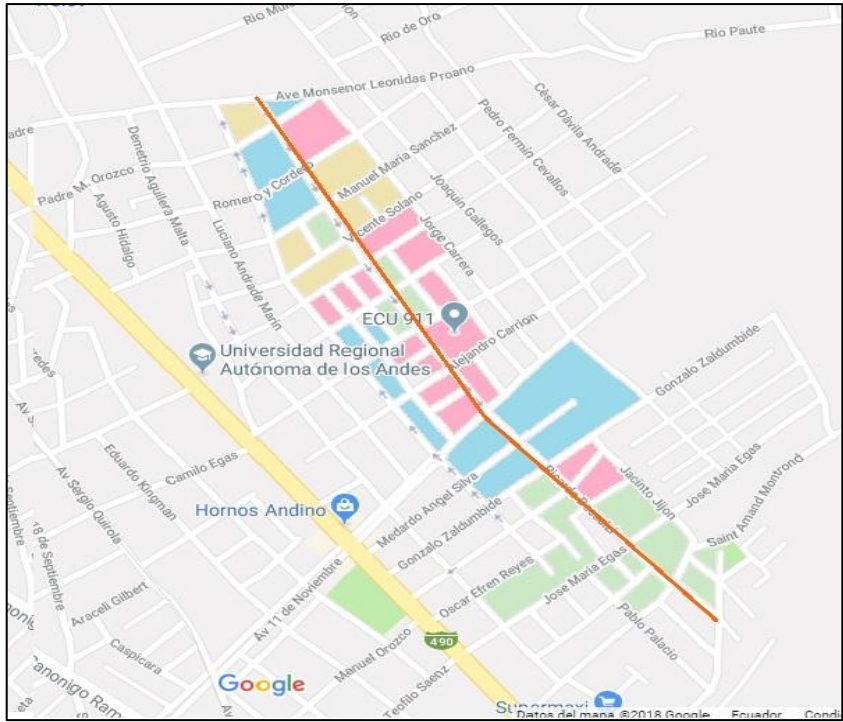 Rio de Oro
Rio Paute
Ave Monsenor Leonidas Proano
Cèsar Dàvila Andrade
Pedro Fermin Cevallos
Padre M. Orozco
Demetrio Aguilera Malta
Agusto Hidalgo
Romero y Cordero
Manuel Maria Sanchez
Joaquin Gallegos
Vicente Solano
Jorge Carrera
Luciano Andrade Marin
ECU 911
Alejandro Carrion
Universidad Regional
Autónoma de los Andes
Gonzalo Zaldumbide
Camilo Egas
Eduardo Kingman
Av Sergio Quirola
Hornos Andino
Medardo Angel Silva
Gonzalo Zaldumbide
Jacinto Jijon
Jose Maria Egas
Saint Amand Montrond
18 de Septiembre
Av 11 de Noviembre
Oscar Efren Reyes
Jose Maria Egas
Pablo Palacio
Araceli Gilbert
Caspicara
Manuel Orozco
490
Teofilo Saenz
Google
Supermaxi
Datos del mapa ©2018 Google
Ecuador
Condi